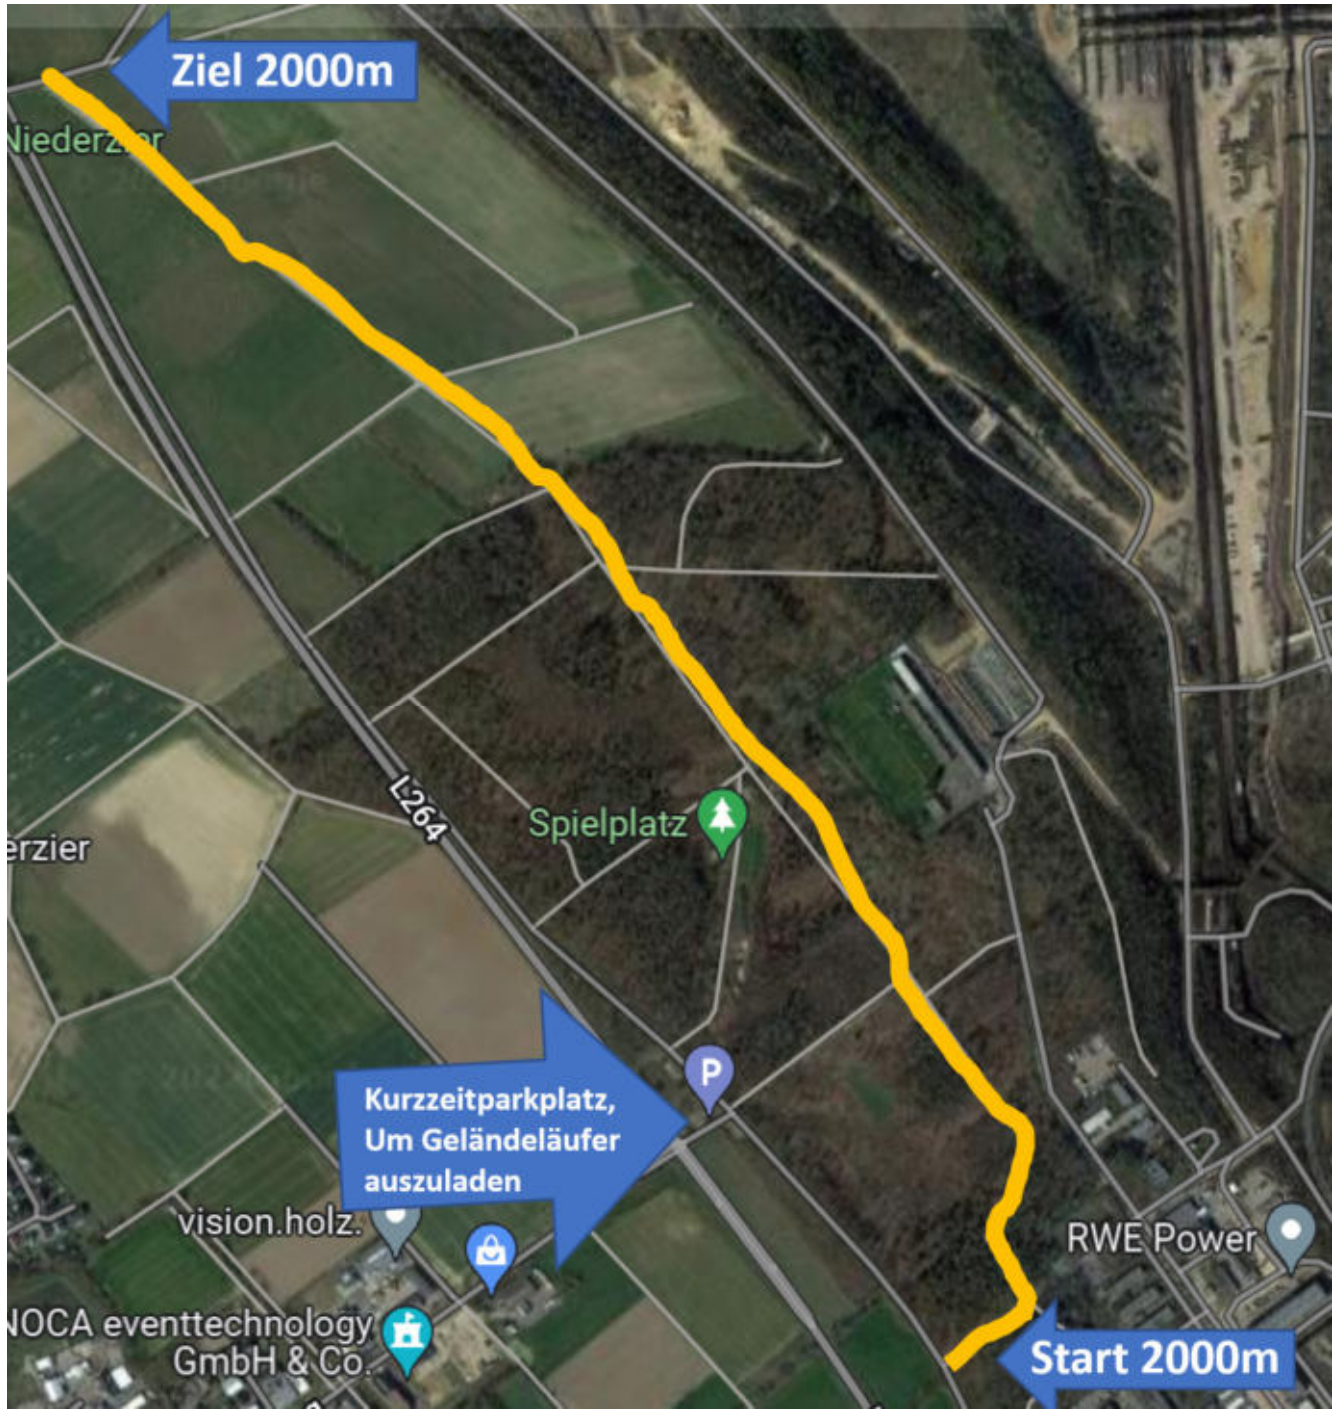 Ziel 2000m
Niederzier
L264
Spielplatz
erzier
P
Kurzzeitparkplatz,
Um Geländeläufer
auszuladen
vision.holz.
RWE Power
NOCA eventtechnology
GmbH & Co.
Start 2000m